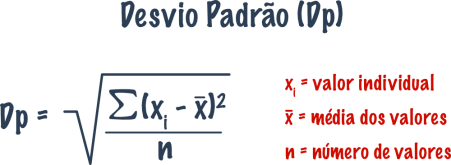 Desvio Padrão (Dp)
Dp = √(∑(xᵢ - x̄)² / n)
xᵢ = valor individual
x̄ = média dos valores
n = número de valores